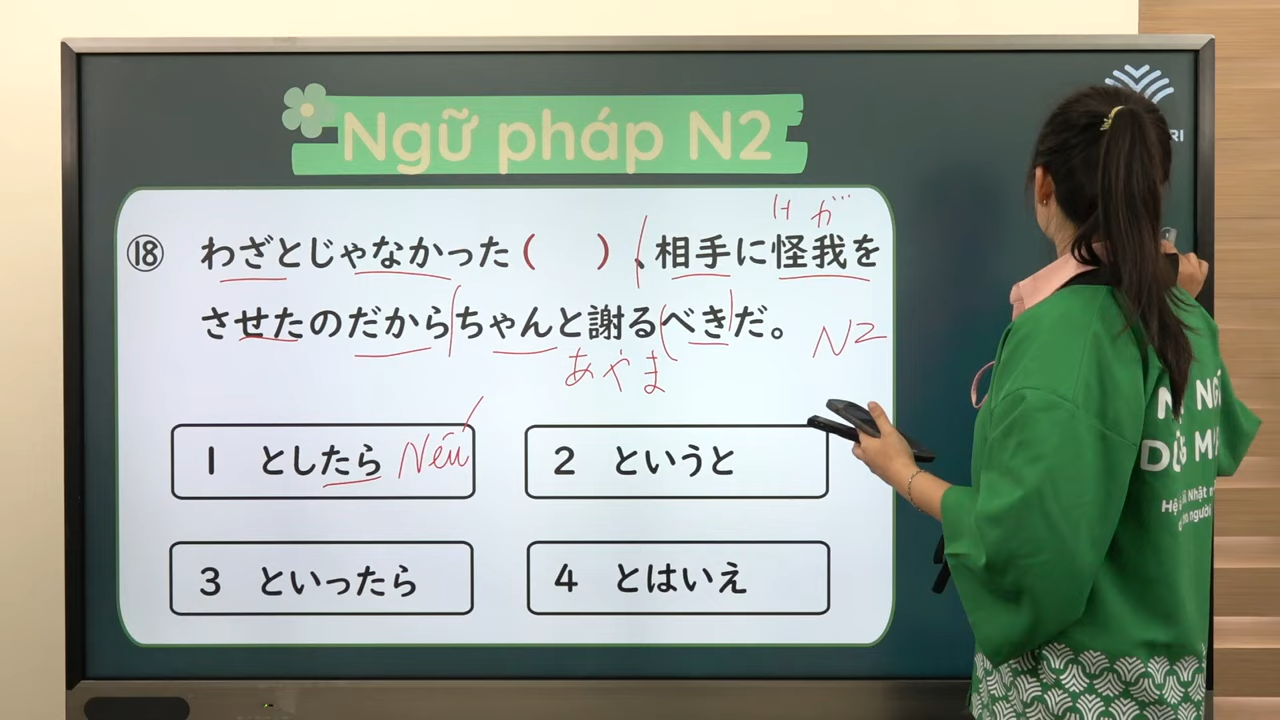 Ngữ pháp N2
RI
け が
⑱ わざとじゃなかった( )、相手に怪我を
させたのだからちゃんと謝るべきだ。
N2
あやま
1 としたら Nếu
2 というと
3 といったら
4 とはいえ